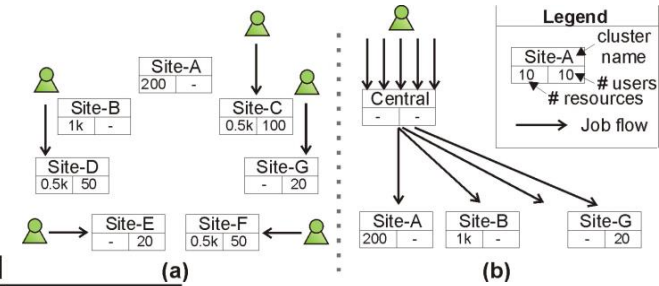 Site-A
200 -
Site-B
1k -
Site-C
0.5k 100
Site-D
0.5k 50
Site-G
- 20
Site-E
- 20
Site-F
0.5k 50
(a)
Central
- -
Site-A
200 -
Site-B
1k -
Site-G
- 20
(b)
Legend
Site-A
10 10
cluster
name
# users
# resources
Job flow